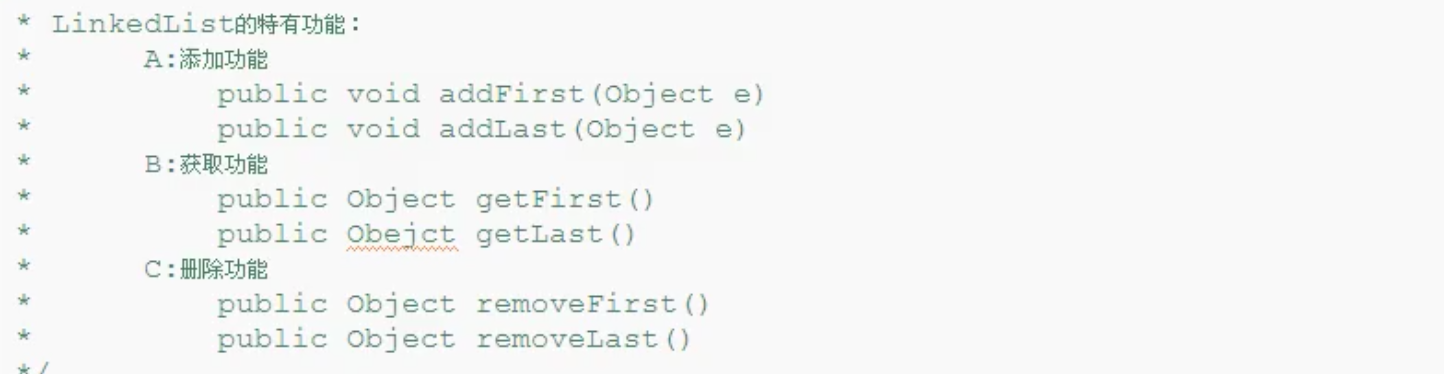 * LinkedList的特有功能：
* A:添加功能
* public void addFirst(Object e)
* public void addLast(Object e)
* B:获取功能
* public Object getFirst()
* public Obejct getLast()
* C:删除功能
* public Object removeFirst()
* public Object removeLast()
*/